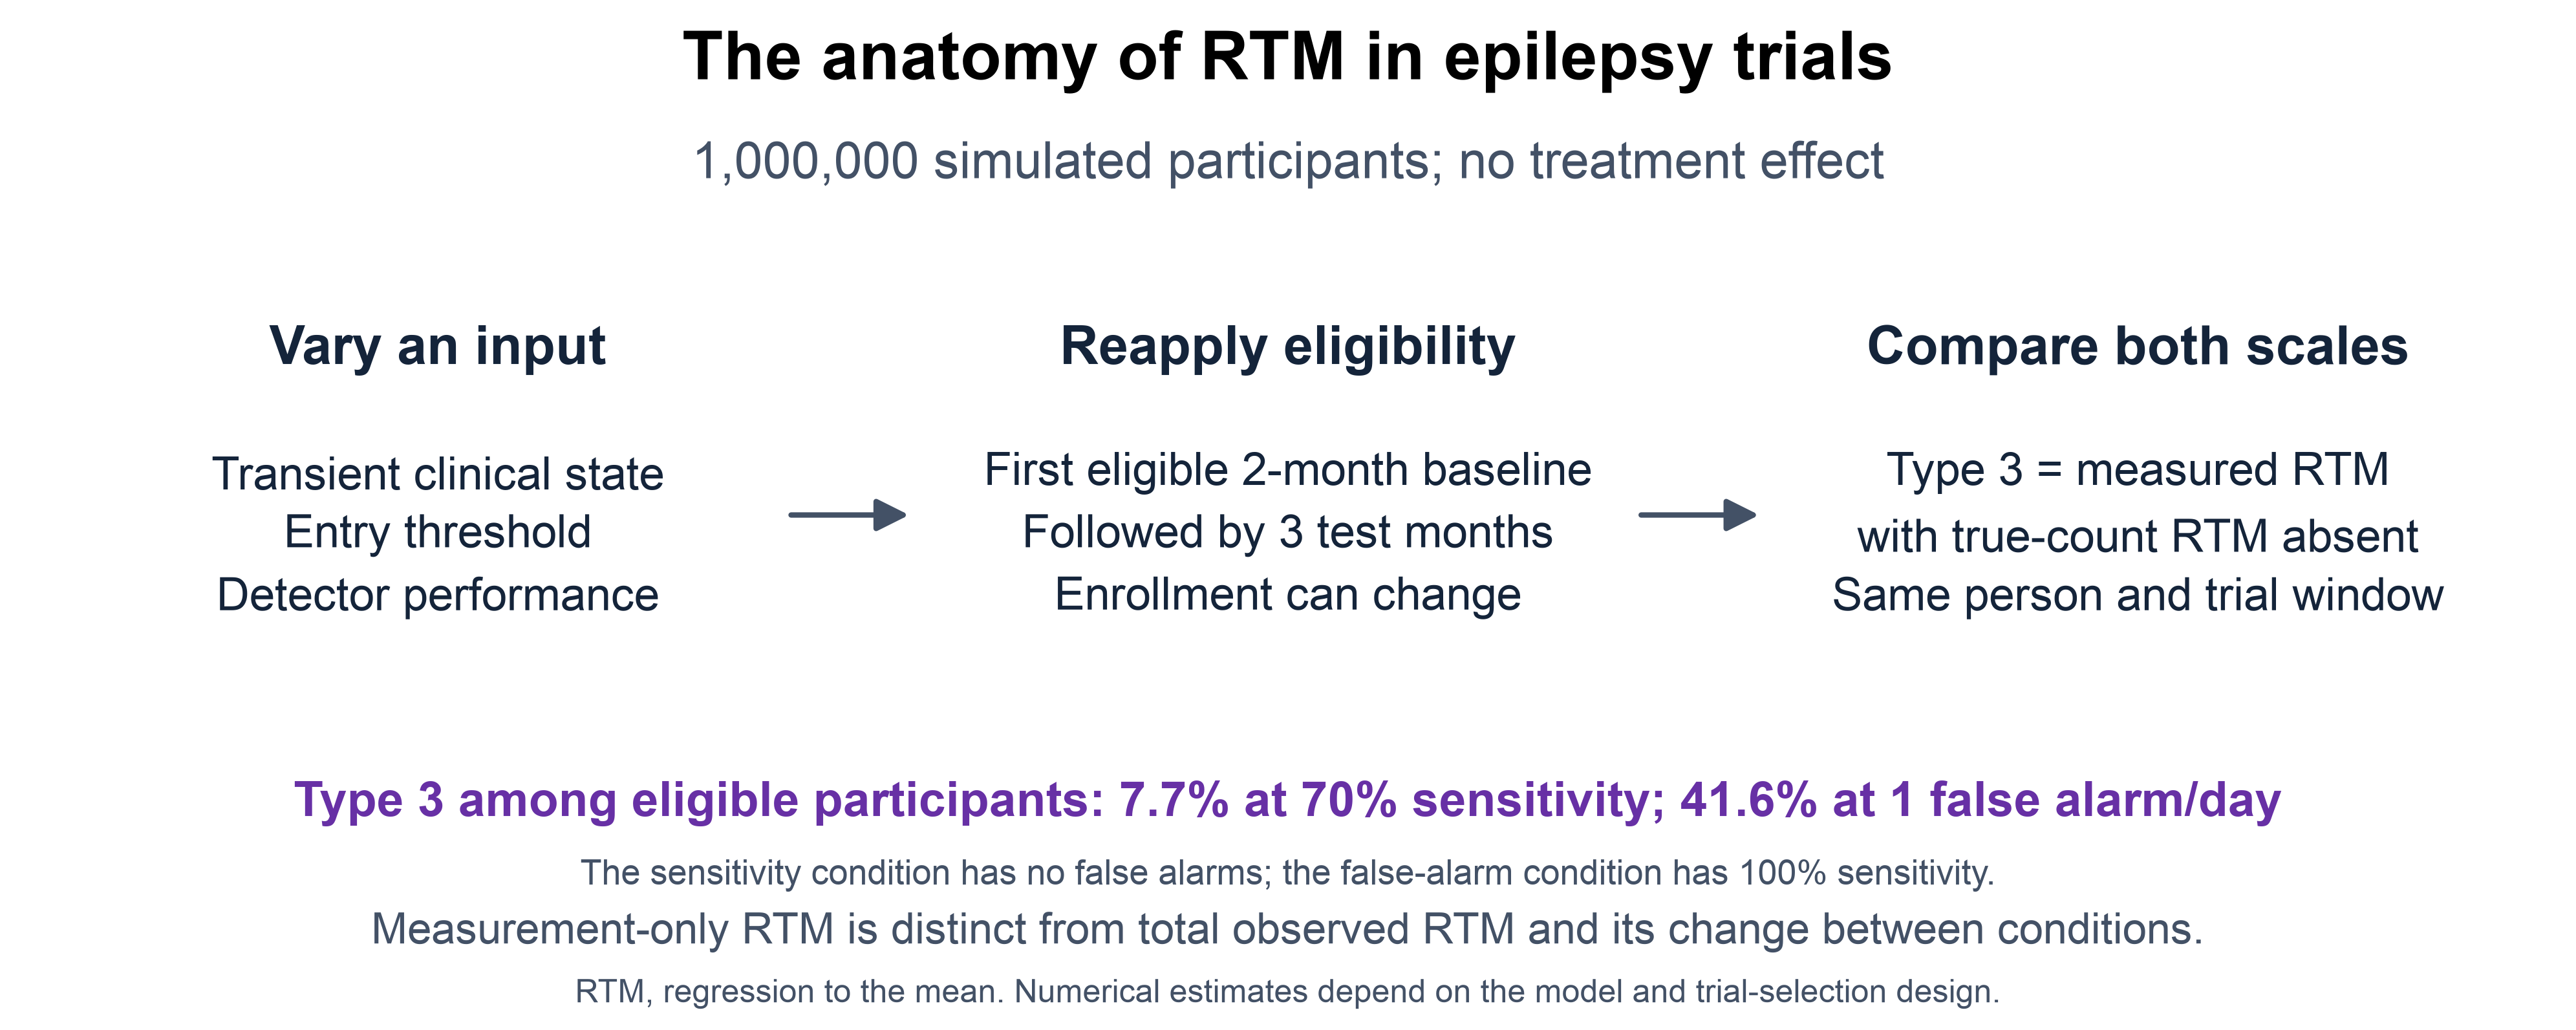 The anatomy of RTM in epilepsy trials
1,000,000 simulated participants; no treatment effect
Vary an input
Transient clinical state
Entry threshold
Detector performance
Reapply eligibility
First eligible 2-month baseline
Followed by 3 test months
Enrollment can change
Compare both scales
Type 3 = measured RTM
with true-count RTM absent
Same person and trial window
Type 3 among eligible participants: 7.7% at 70% sensitivity; 41.6% at 1 false alarm/day
The sensitivity condition has no false alarms; the false-alarm condition has 100% sensitivity.
Measurement-only RTM is distinct from total observed RTM and its change between conditions.
RTM, regression to the mean. Numerical estimates depend on the model and trial-selection design.